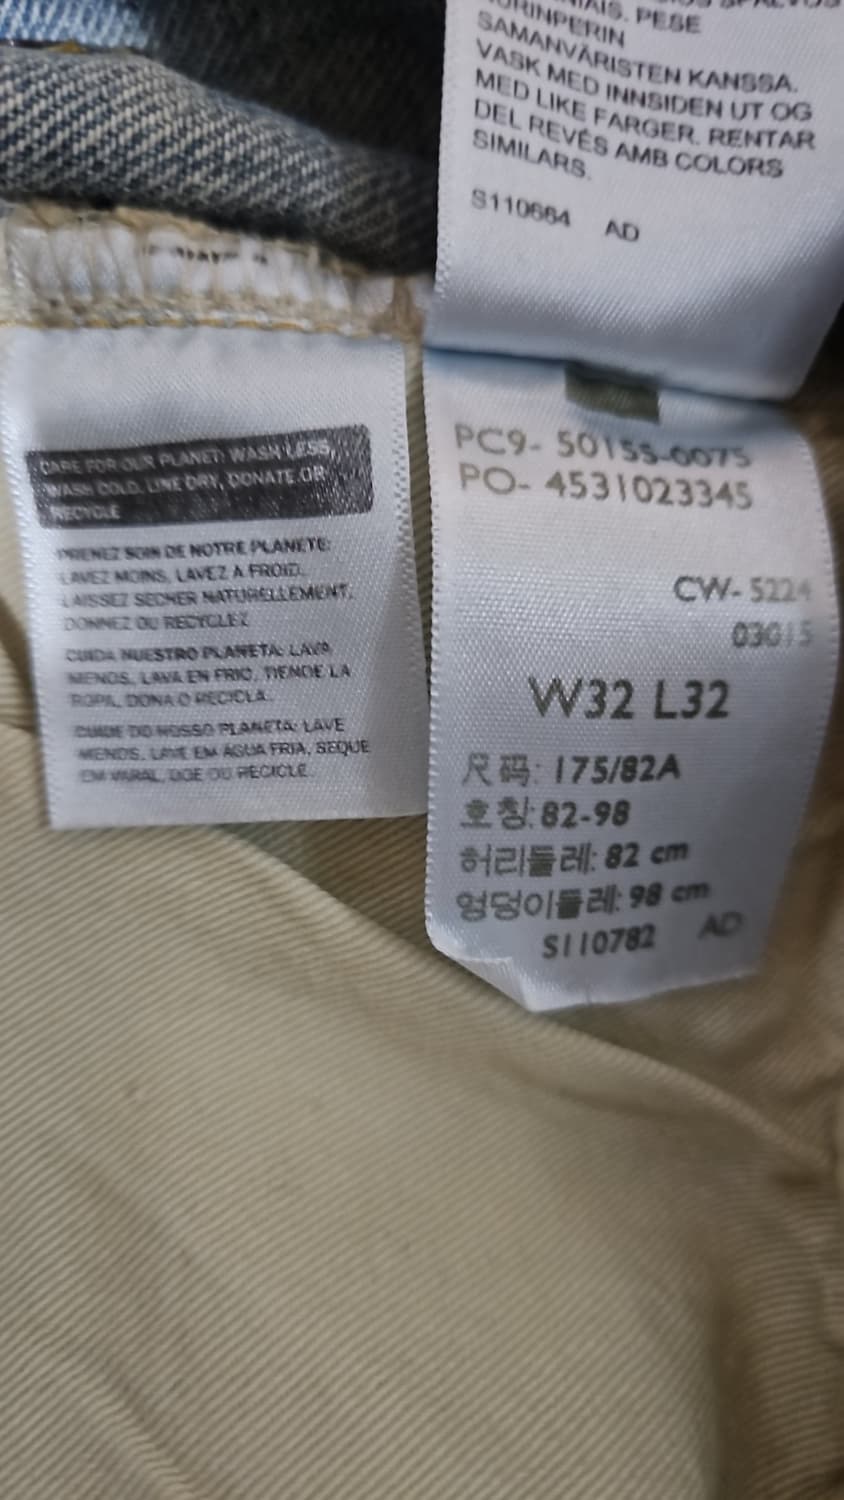 PESE
SAMANVÄRISTEN KANSSA.
VASK MED INNSIDEN UT OG
MED LIKE FARGER. RENTAR
DEL REVÉS AMB COLORS
SIMILARS.
S110664 AD
CARE FOR OUR PLANET: WASH LESS,
WASH COLD, LINE DRY, DONATE OR
RECYCLE
PRENEZ SOIN DE NOTRE PLANETE:
LAVEZ MOINS, LAVEZ A FROID,
LAISSEZ SECHER NATURELLEMENT,
DONNEZ OU RECYCLEZ
CUIDA NUESTRO PLANETA: LAVA
MENOS, LAVA EN FRIO, TIENDE LA
ROPA, DONA O RECICLA.
CUIDE DO NOSSO PLANETA: LAVE
MENOS, LAVE EM AGUA FRIA, SEQUE
EM VARAL, DOE OU RECICLE.
PC9- 50155-0075
PO- 4531023345
CW- 5224
03015
W32 L32
尺码: 175/82A
호칭: 82-98
허리둘레: 82 cm
엉덩이둘레: 98 cm
S110782 AD